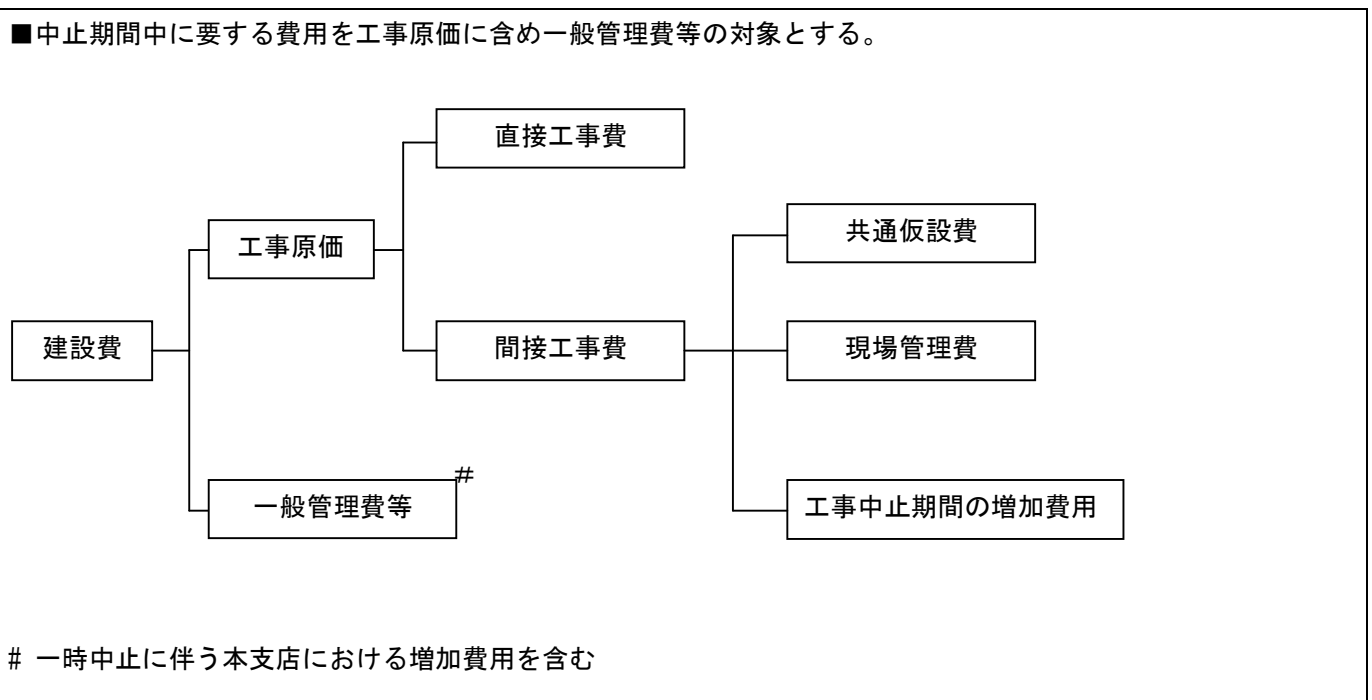 ■中止期間中に要する費用を工事原価に含め一般管理費等の対象とする。
直接工事費
共通仮設費
工事原価
建設費
間接工事費
現場管理費
#
一般管理費等
工事中止期間の増加費用
# 一時中止に伴う本支店における増加費用を含む